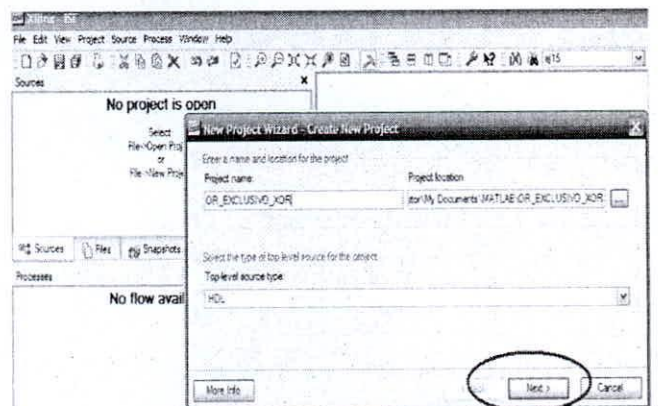 Xilinx - ISE
File Edit View Project Source Process Window Help
Sources
No project is open
Select
File->Open Proj
or
File->New Proje
Sources Files Snapshots
Processes
No flow avail
New Project Wizard - Create New Project
Enter a name and location for the project
Project name: Project location
OR_EXCLUSIVO_XOR ator\My Documents\MATLAB\OR_EXCLUSIVO_XOR ...
Select the type of top-level source for the project
Top-level source type:
HDL
More Info Next > Cancel